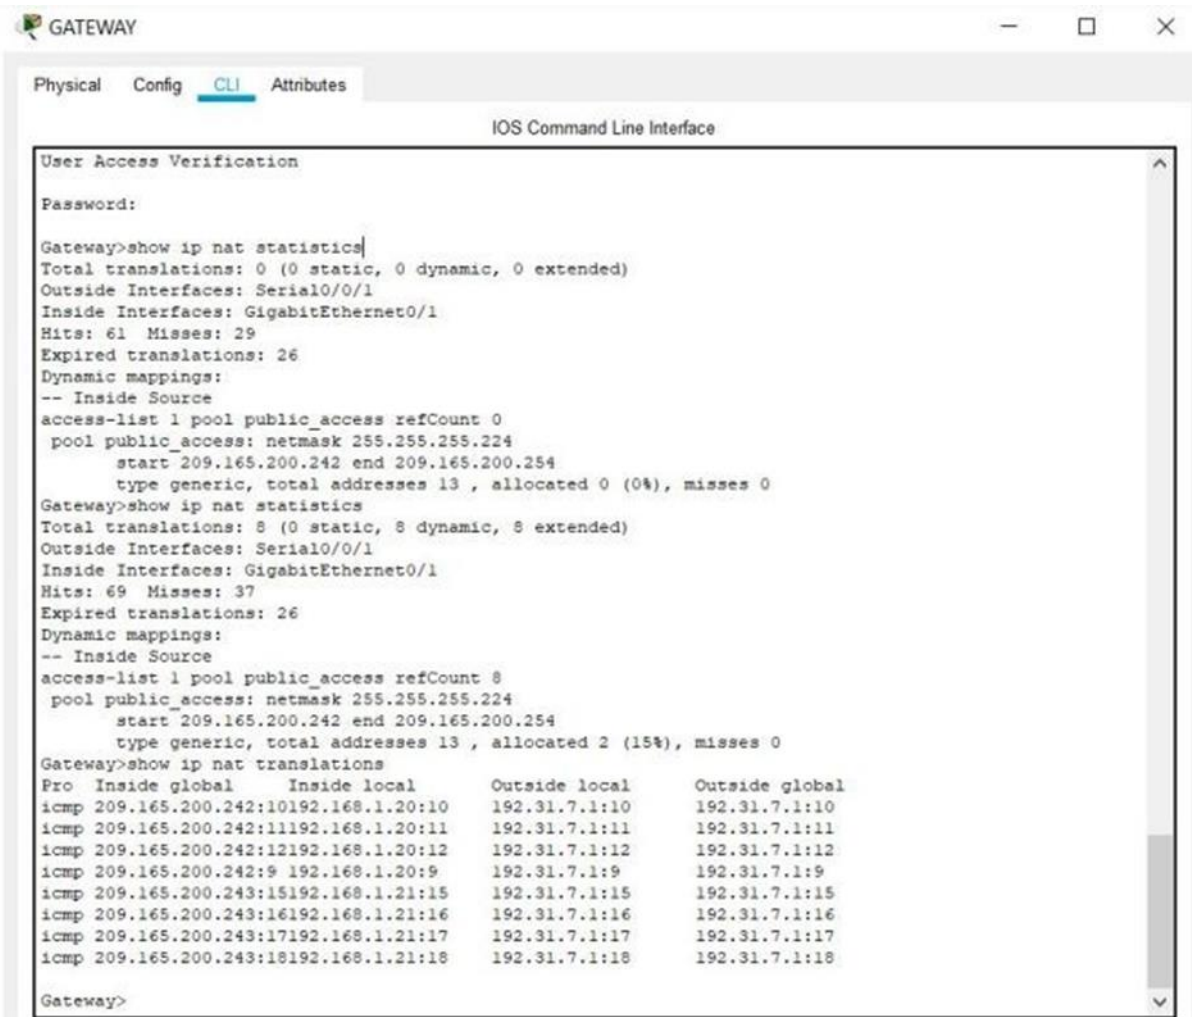 GATEWAY
Physical Config CLI Attributes
IOS Command Line Interface
User Access Verification
Password:
Gateway>show ip nat statistics
Total translations: 0 (0 static, 0 dynamic, 0 extended)
Outside Interfaces: Serial0/0/1
Inside Interfaces: GigabitEthernet0/1
Hits: 61  Misses: 29
Expired translations: 26
Dynamic mappings:
-- Inside Source
access-list 1 pool public_access refCount 0
 pool public_access: netmask 255.255.255.224
       start 209.165.200.242 end 209.165.200.254
       type generic, total addresses 13 , allocated 0 (0%), misses 0
Gateway>show ip nat statistics
Total translations: 8 (0 static, 8 dynamic, 8 extended)
Outside Interfaces: Serial0/0/1
Inside Interfaces: GigabitEthernet0/1
Hits: 69  Misses: 37
Expired translations: 26
Dynamic mappings:
-- Inside Source
access-list 1 pool public_access refCount 8
 pool public_access: netmask 255.255.255.224
       start 209.165.200.242 end 209.165.200.254
       type generic, total addresses 13 , allocated 2 (15%), misses 0
Gateway>show ip nat translations
Pro  Inside global     Inside local       Outside local      Outside global
icmp 209.165.200.242:10192.168.1.20:10    192.31.7.1:10      192.31.7.1:10
icmp 209.165.200.242:11192.168.1.20:11    192.31.7.1:11      192.31.7.1:11
icmp 209.165.200.242:12192.168.1.20:12    192.31.7.1:12      192.31.7.1:12
icmp 209.165.200.242:9 192.168.1.20:9     192.31.7.1:9       192.31.7.1:9
icmp 209.165.200.243:15192.168.1.21:15    192.31.7.1:15      192.31.7.1:15
icmp 209.165.200.243:16192.168.1.21:16    192.31.7.1:16      192.31.7.1:16
icmp 209.165.200.243:17192.168.1.21:17    192.31.7.1:17      192.31.7.1:17
icmp 209.165.200.243:18192.168.1.21:18    192.31.7.1:18      192.31.7.1:18
Gateway>